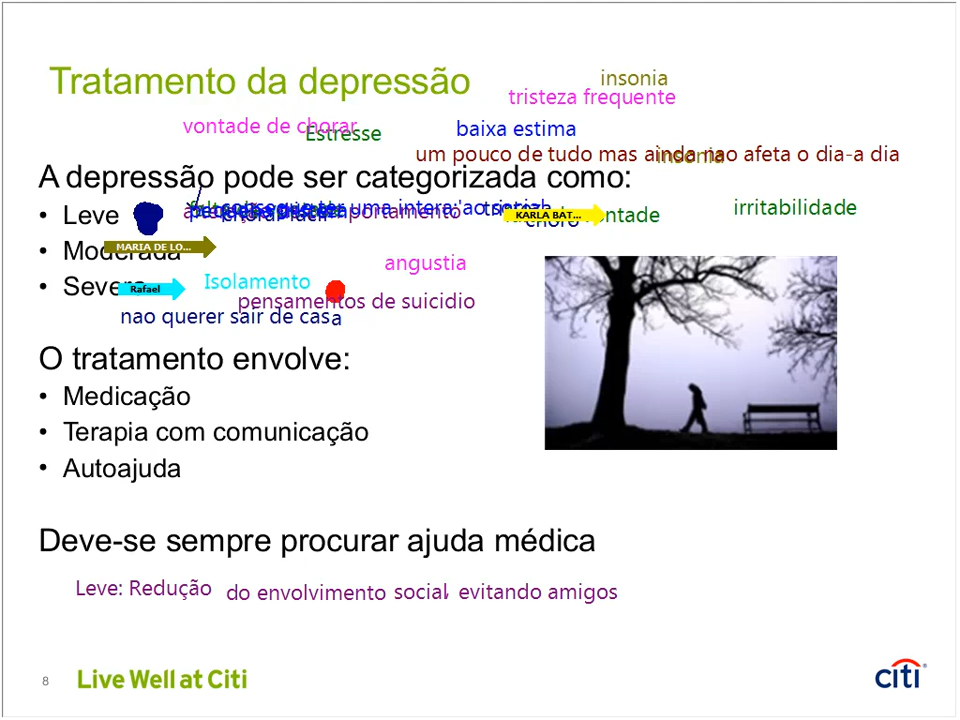 Tratamento da depressão
insonia
tristeza frequente
vontade de chorar
Estresse
baixa estima
um pouco de tudo mas ainda nao afeta o dia-a dia
insonia
A depressão pode ser categorizada como:
• Leve
KARLA BAT...
choro
irritabilidade
• Moderada
MARIA DE LO...
angustia
• Severa
Rafael
Isolamento
pensamentos de suicidio
nao querer sair de casa
O tratamento envolve:
• Medicação
• Terapia com comunicação
• Autoajuda
Deve-se sempre procurar ajuda médica
Leve: Redução do envolvimento social, evitando amigos
8
Live Well at Citi
citi